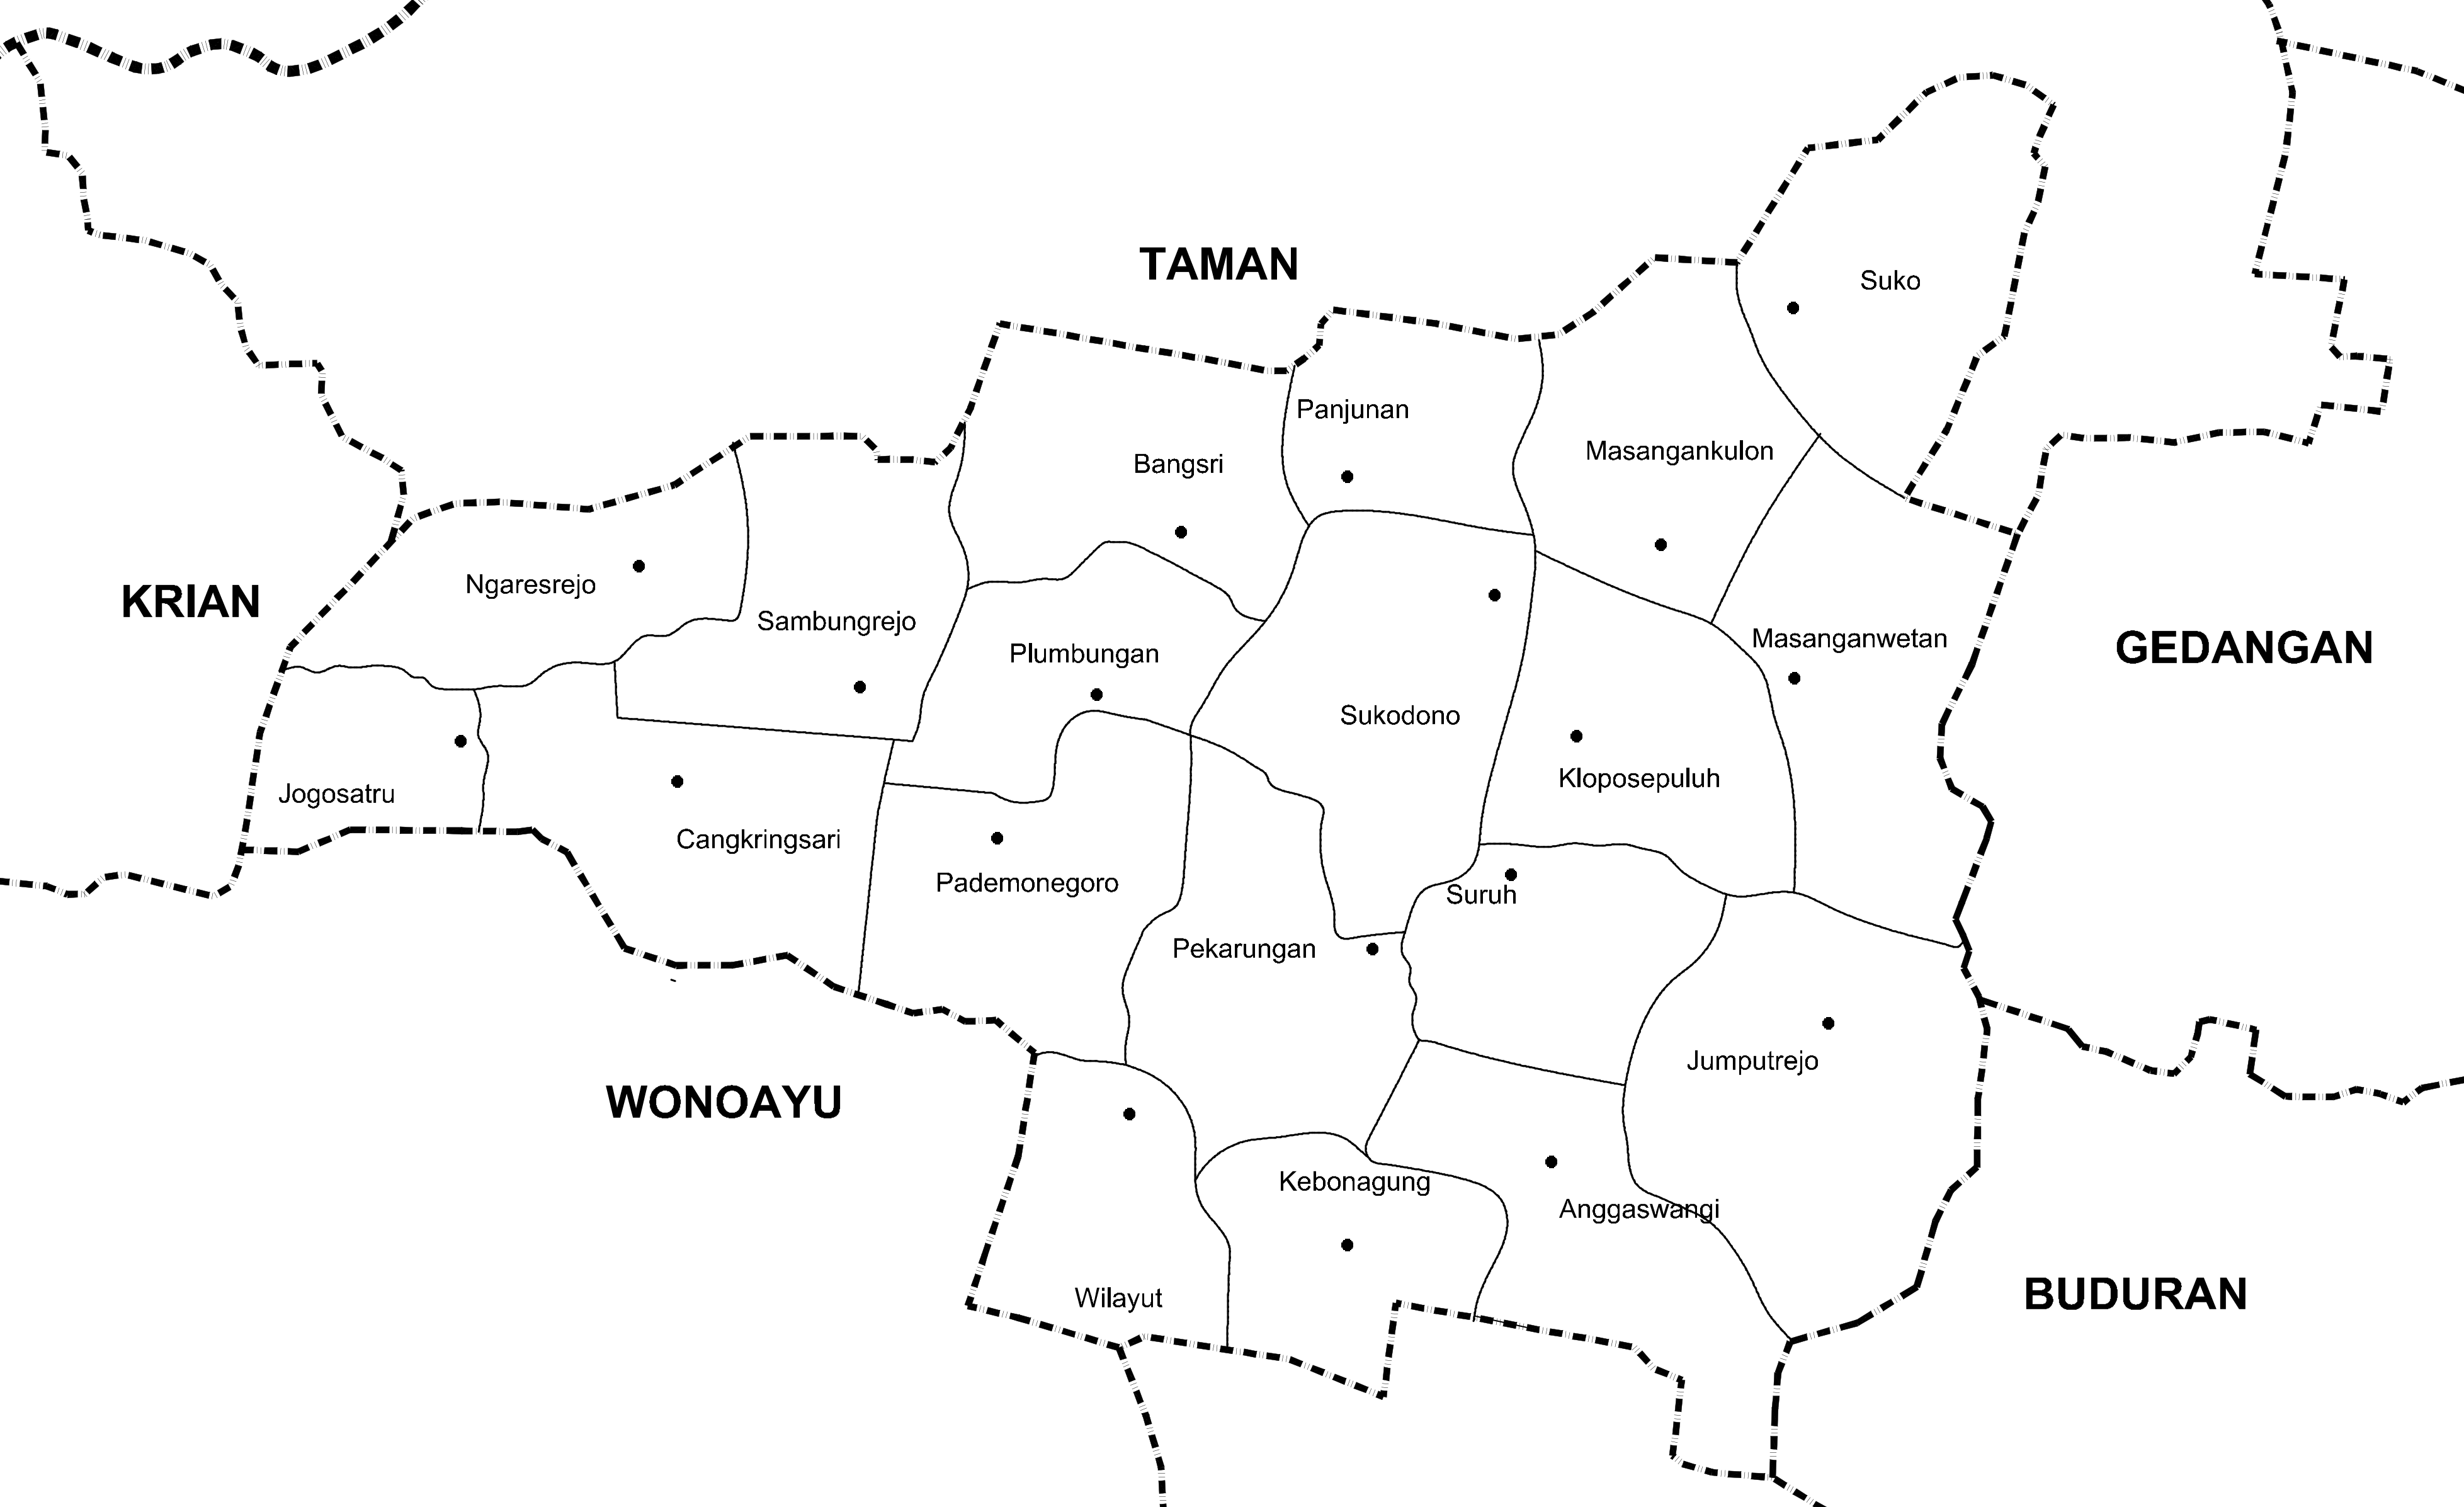 TAMAN
Suko
Panjunan
Masangankulon
Bangsri
Ngaresrejo
KRIAN
Sambungrejo
Masanganwetan
GEDANGAN
Plumbungan
Sukodono
Kloposepuluh
Jogosatru
Cangkringsari
Pademonegoro
Suruh
Pekarungan
Jumputrejo
WONOAYU
Kebonagung
Anggaswangi
Wilayut
BUDURAN